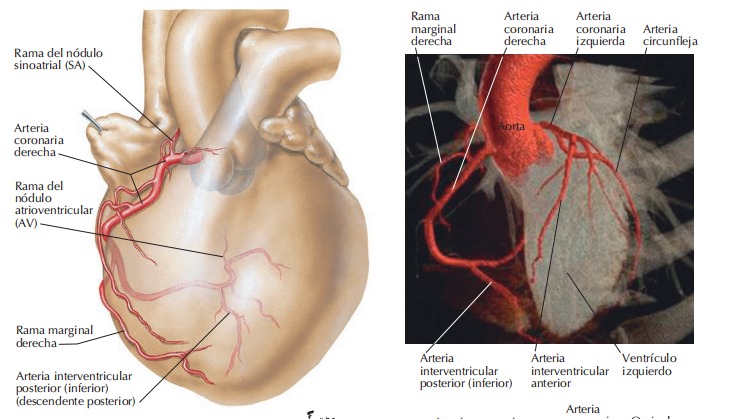 Rama del nódulo
sinoatrial (SA)
Arteria
coronaria
derecha
Rama del
nódulo
atrioventricular
(AV)
Rama marginal
derecha
Arteria interventricular
posterior (inferior)
(descendente posterior)
Rama
marginal
derecha
Arteria
coronaria
derecha
Arteria
coronaria
izquierda
Arteria
circunfleja
Aorta
Arteria
interventricular
posterior (inferior)
Arteria
interventricular
anterior
Ventrículo
izquierdo
Arteria